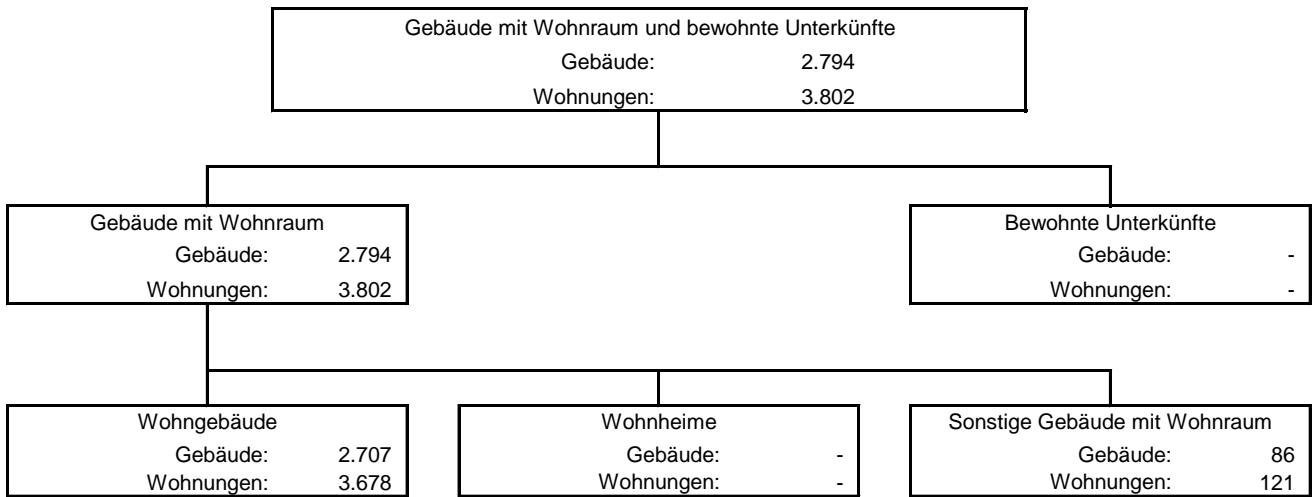 Gebäude mit Wohnraum und bewohnte Unterkünfte
Gebäude: 2.794
Wohnungen: 3.802
Gebäude mit Wohnraum
Gebäude: 2.794
Wohnungen: 3.802
Bewohnte Unterkünfte
Gebäude: -
Wohnungen: -
Wohngebäude
Gebäude: 2.707
Wohnungen: 3.678
Wohnheime
Gebäude: -
Wohnungen: -
Sonstige Gebäude mit Wohnraum
Gebäude: 86
Wohnungen: 121